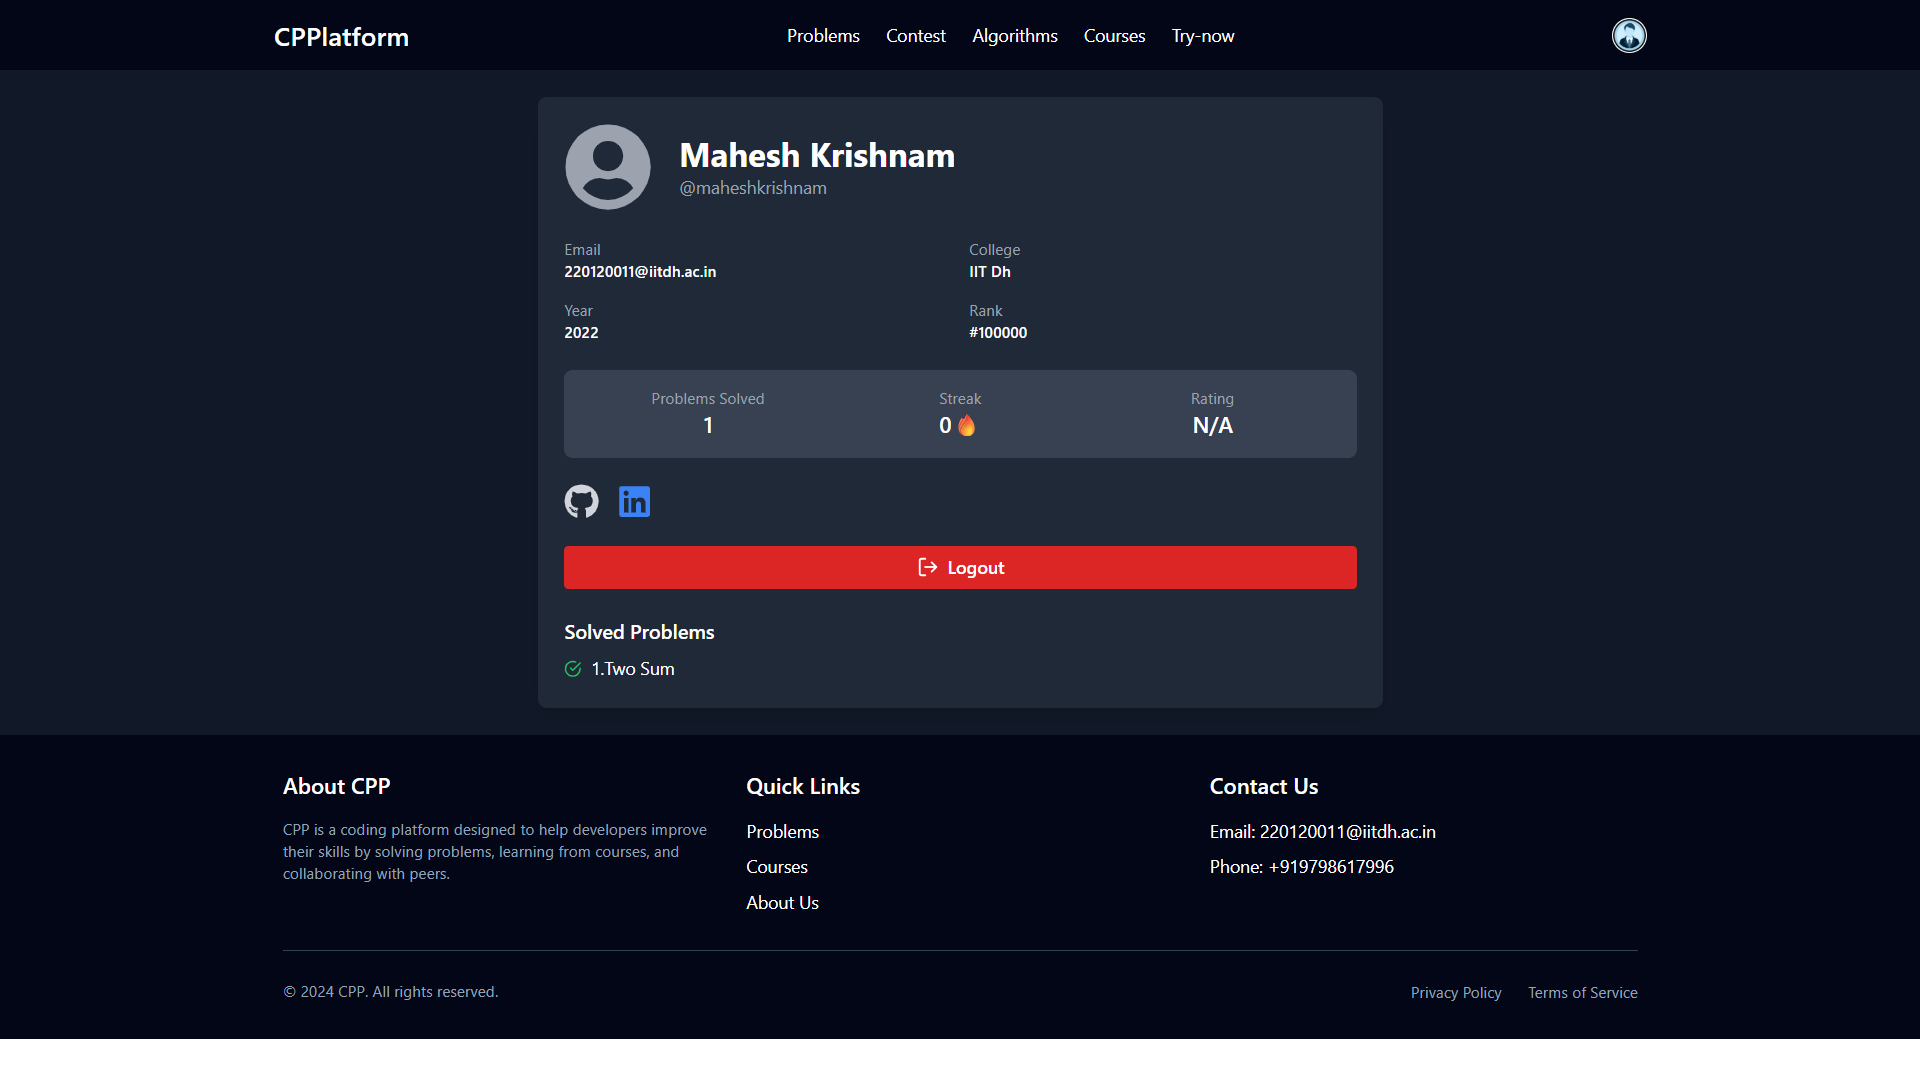 CPPlatform
Problems Contest Algorithms Courses Try-now
Mahesh Krishnam
@maheshkrishnam
Email
220120011@iitdh.ac.in
College
IIT Dh
Year
2022
Rank
#100000
Problems Solved
1
Streak
0🔥
Rating
N/A
in
Logout
Solved Problems
1.Two Sum
About CPP
CPP is a coding platform designed to help developers improve
their skills by solving problems, learning from courses, and
collaborating with peers.
Quick Links
Problems
Courses
About Us
Contact Us
Email: 220120011@iitdh.ac.in
Phone: +919798617996
© 2024 CPP. All rights reserved.
Privacy Policy Terms of Service